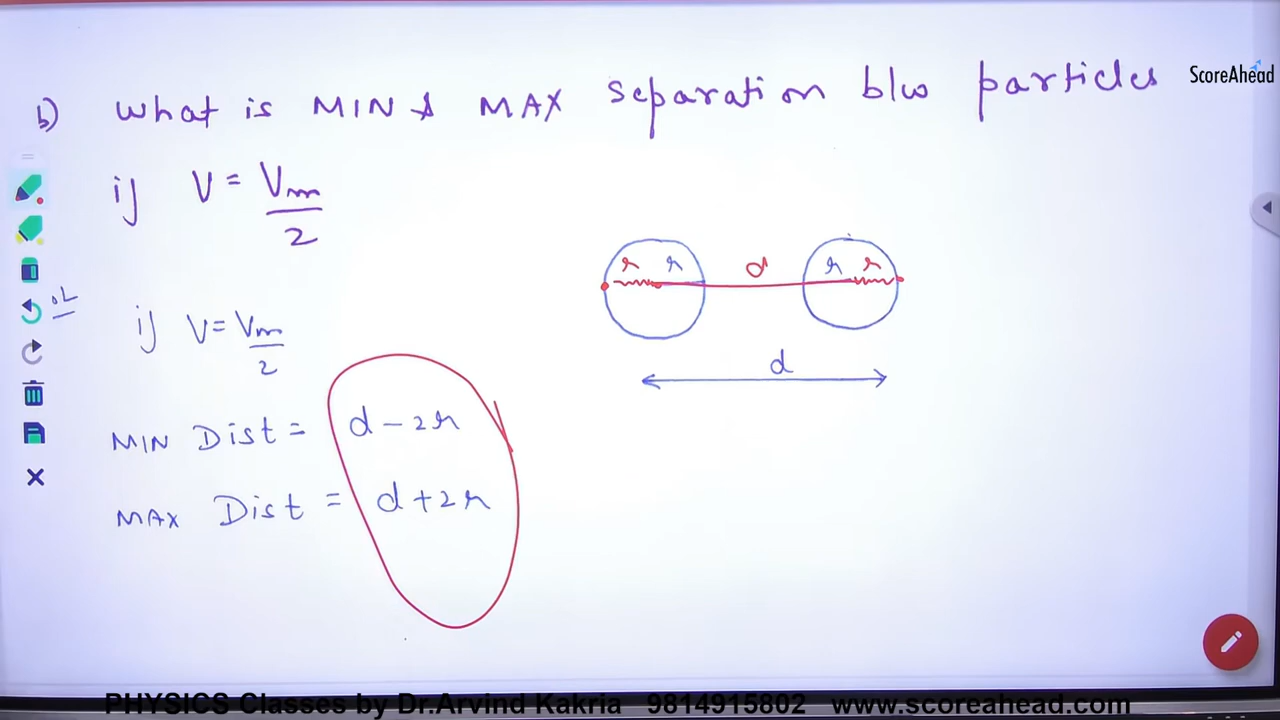 b) What is MIN & MAX separation b/w particles
ScoreAhead
if V = Vm/2
r r d r r
if V = Vm/2
d
MIN Dist = d - 2r
MAX Dist = d + 2r
PHYSICS Classes by Dr.Arvind Kakria 9814915802 www.scoreahead.com